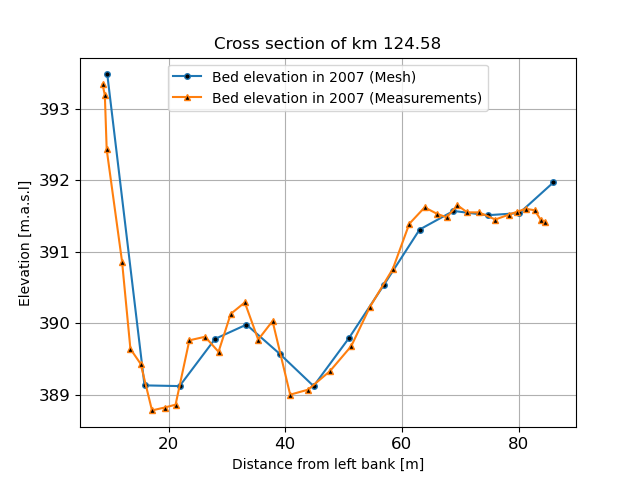 Cross section of km 124.58
Bed elevation in 2007 (Mesh)
Bed elevation in 2007 (Measurements)
Elevation [m.a.s.l]
393
392
391
390
389
20 40 60 80
Distance from left bank [m]